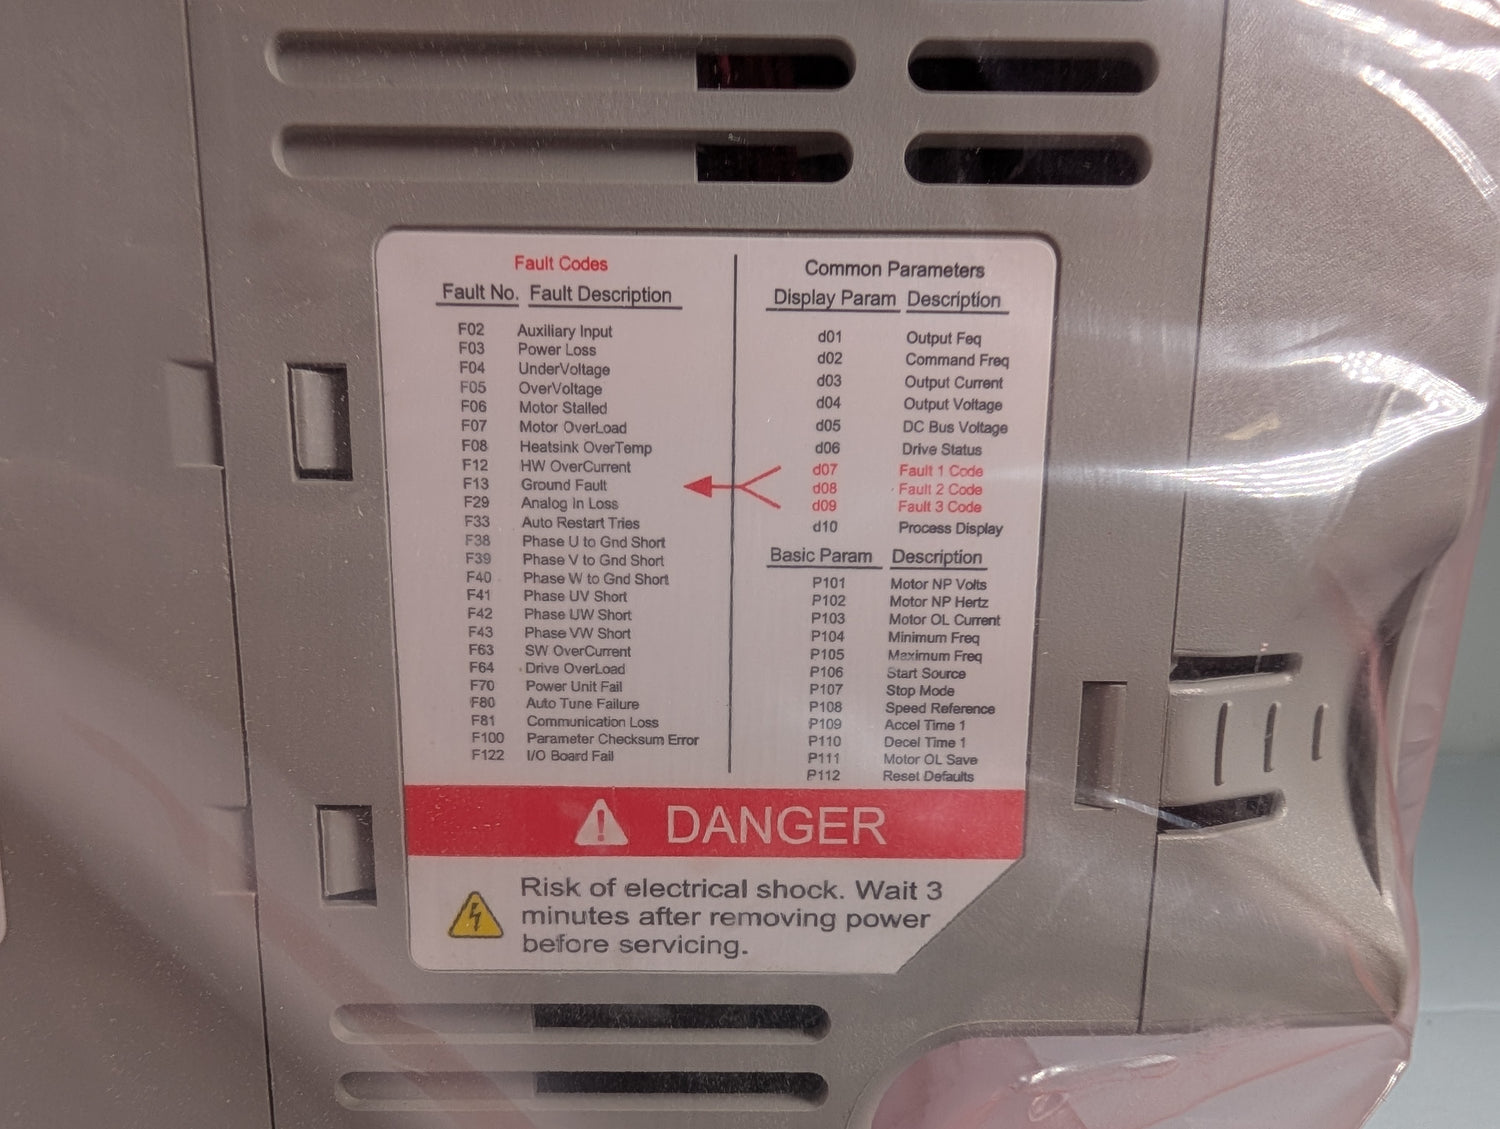 Fault Codes
Fault No. Fault Description
F02 Auxiliary Input
F03 Power Loss
F04 UnderVoltage
F05 OverVoltage
F06 Motor Stalled
F07 Motor OverLoad
F08 Heatsink OverTemp
F12 HW OverCurrent
F13 Ground Fault
F29 Analog In Loss
F33 Auto Restart Tries
F38 Phase U to Gnd Short
F39 Phase V to Gnd Short
F40 Phase W to Gnd Short
F41 Phase UV Short
F42 Phase UW Short
F43 Phase VW Short
F63 SW OverCurrent
F64 Drive OverLoad
F70 Power Unit Fail
F80 Auto Tune Failure
F81 Communication Loss
F100 Parameter Checksum Error
F122 I/O Board Fail
Common Parameters
Display Param Description
d01 Output Feq
d02 Command Freq
d03 Output Current
d04 Output Voltage
d05 DC Bus Voltage
d06 Drive Status
d07 Fault 1 Code
d08 Fault 2 Code
d09 Fault 3 Code
d10 Process Display
Basic Param Description
P101 Motor NP Volts
P102 Motor NP Hertz
P103 Motor OL Current
P104 Minimum Freq
P105 Maximum Freq
P106 Start Source
P107 Stop Mode
P108 Speed Reference
P109 Accel Time 1
P110 Decel Time 1
P111 Motor OL Save
P112 Reset Defaults
DANGER
Risk of electrical shock. Wait 3
minutes after removing power
before servicing.